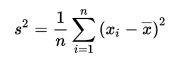 $s^2 = \frac{1}{n} \sum_{i=1}^{n} (x_i - \overline{x})^2$